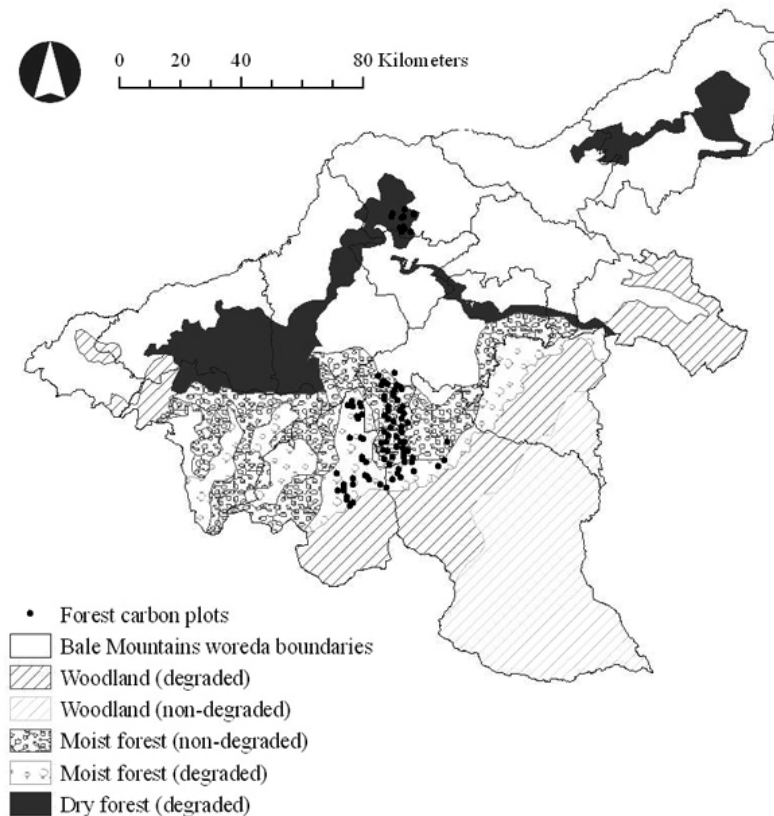 0 20 40 80 Kilometers
Forest carbon plots
Bale Mountains woreda boundaries
Woodland (degraded)
Woodland (non-degraded)
Moist forest (non-degraded)
Moist forest (degraded)
Dry forest (degraded)